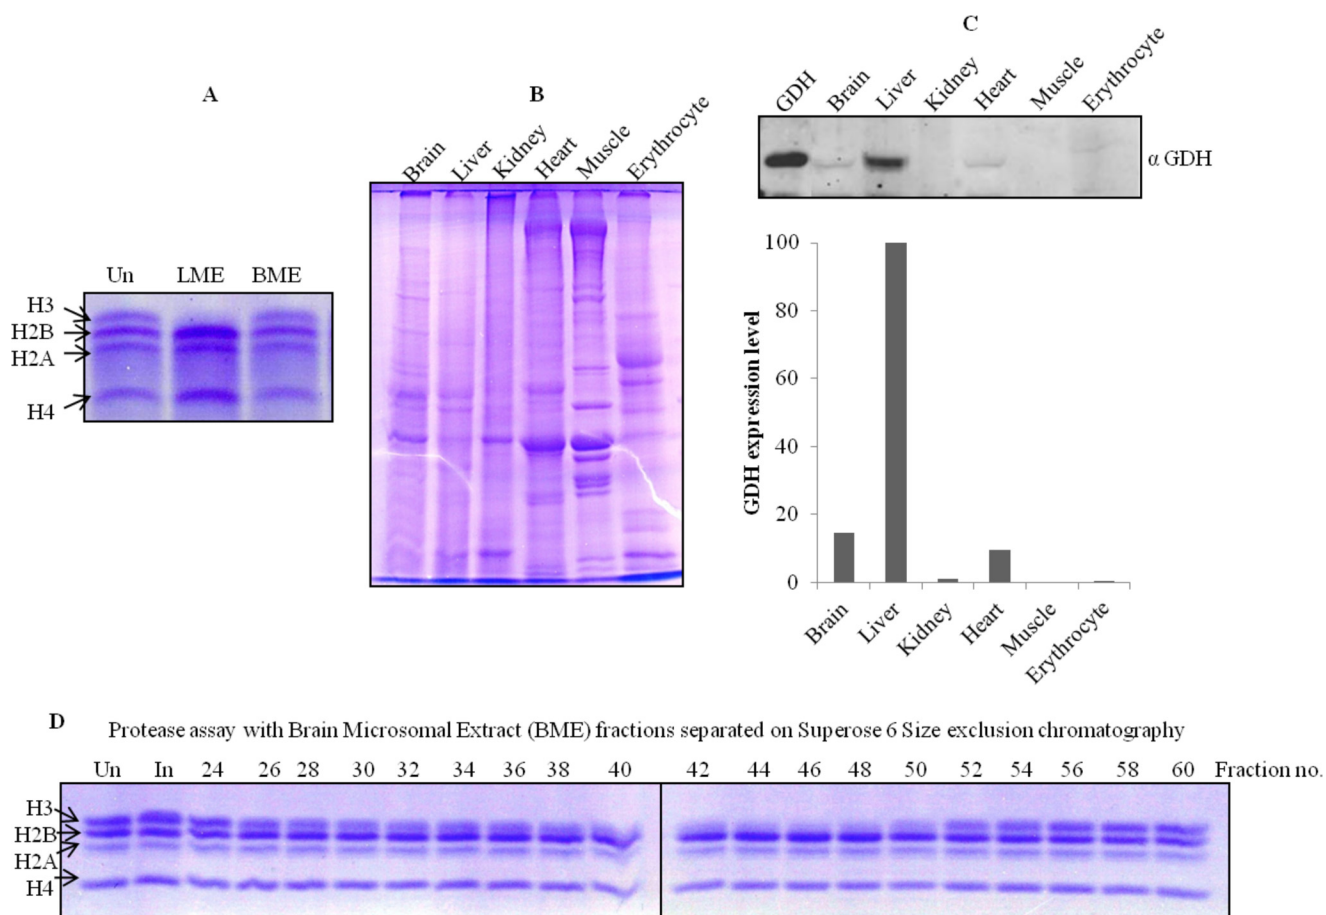 A
Un LME BME
H3
H2B
H2A
H4
B
Brain Liver Kidney Heart Muscle Erythrocyte
C
GDH Brain Liver Kidney Heart Muscle Erythrocyte
α GDH
GDH expression level
100
80
60
40
20
0
Brain Liver Kidney Heart Muscle Erythrocyte
D
Protease assay with Brain Microsomal Extract (BME) fractions separated on Superose 6 Size exclusion chromatography
Un In 24 26 28 30 32 34 36 38 40 42 44 46 48 50 52 54 56 58 60 Fraction no.
H3
H2B
H2A
H4